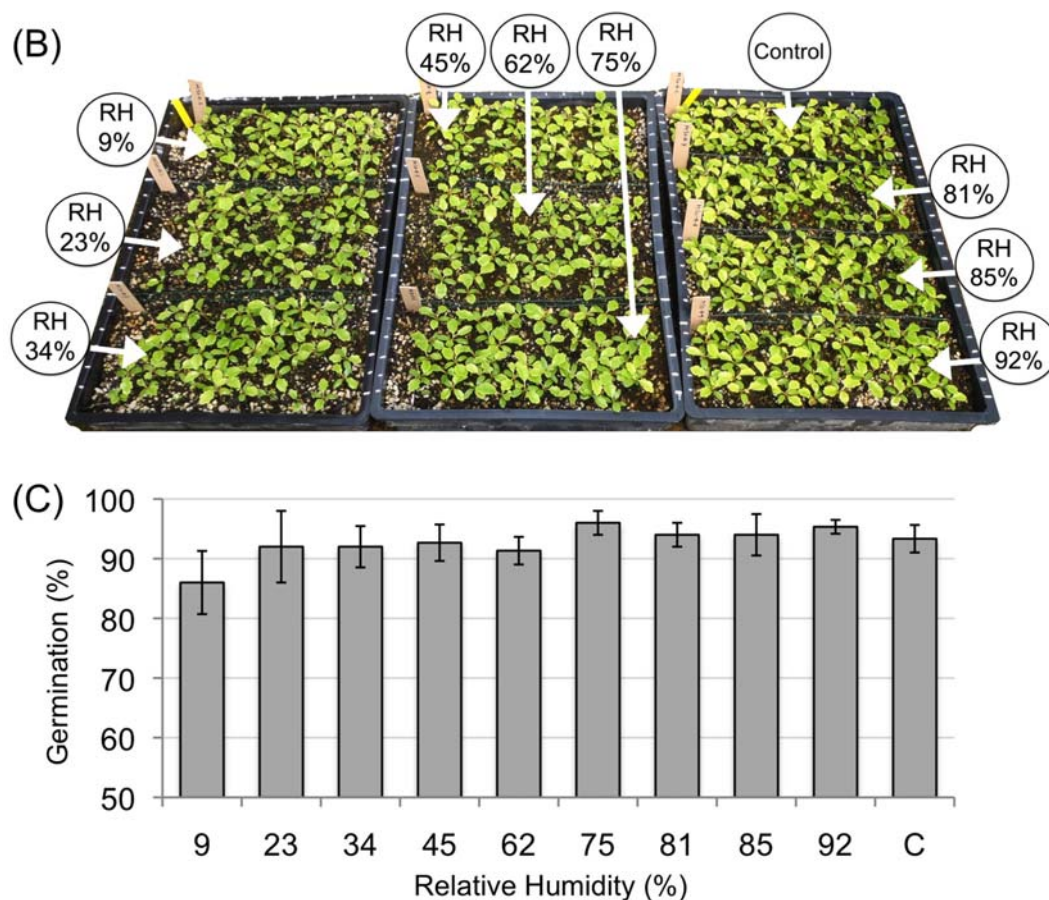 (B)
RH
45%
RH
62%
RH
75%
Control
RH
9%
RH
81%
RH
23%
RH
85%
RH
34%
RH
92%
(C)
100
90
80
70
60
50
Germination (%)
9 23 34 45 62 75 81 85 92 C
Relative Humidity (%)